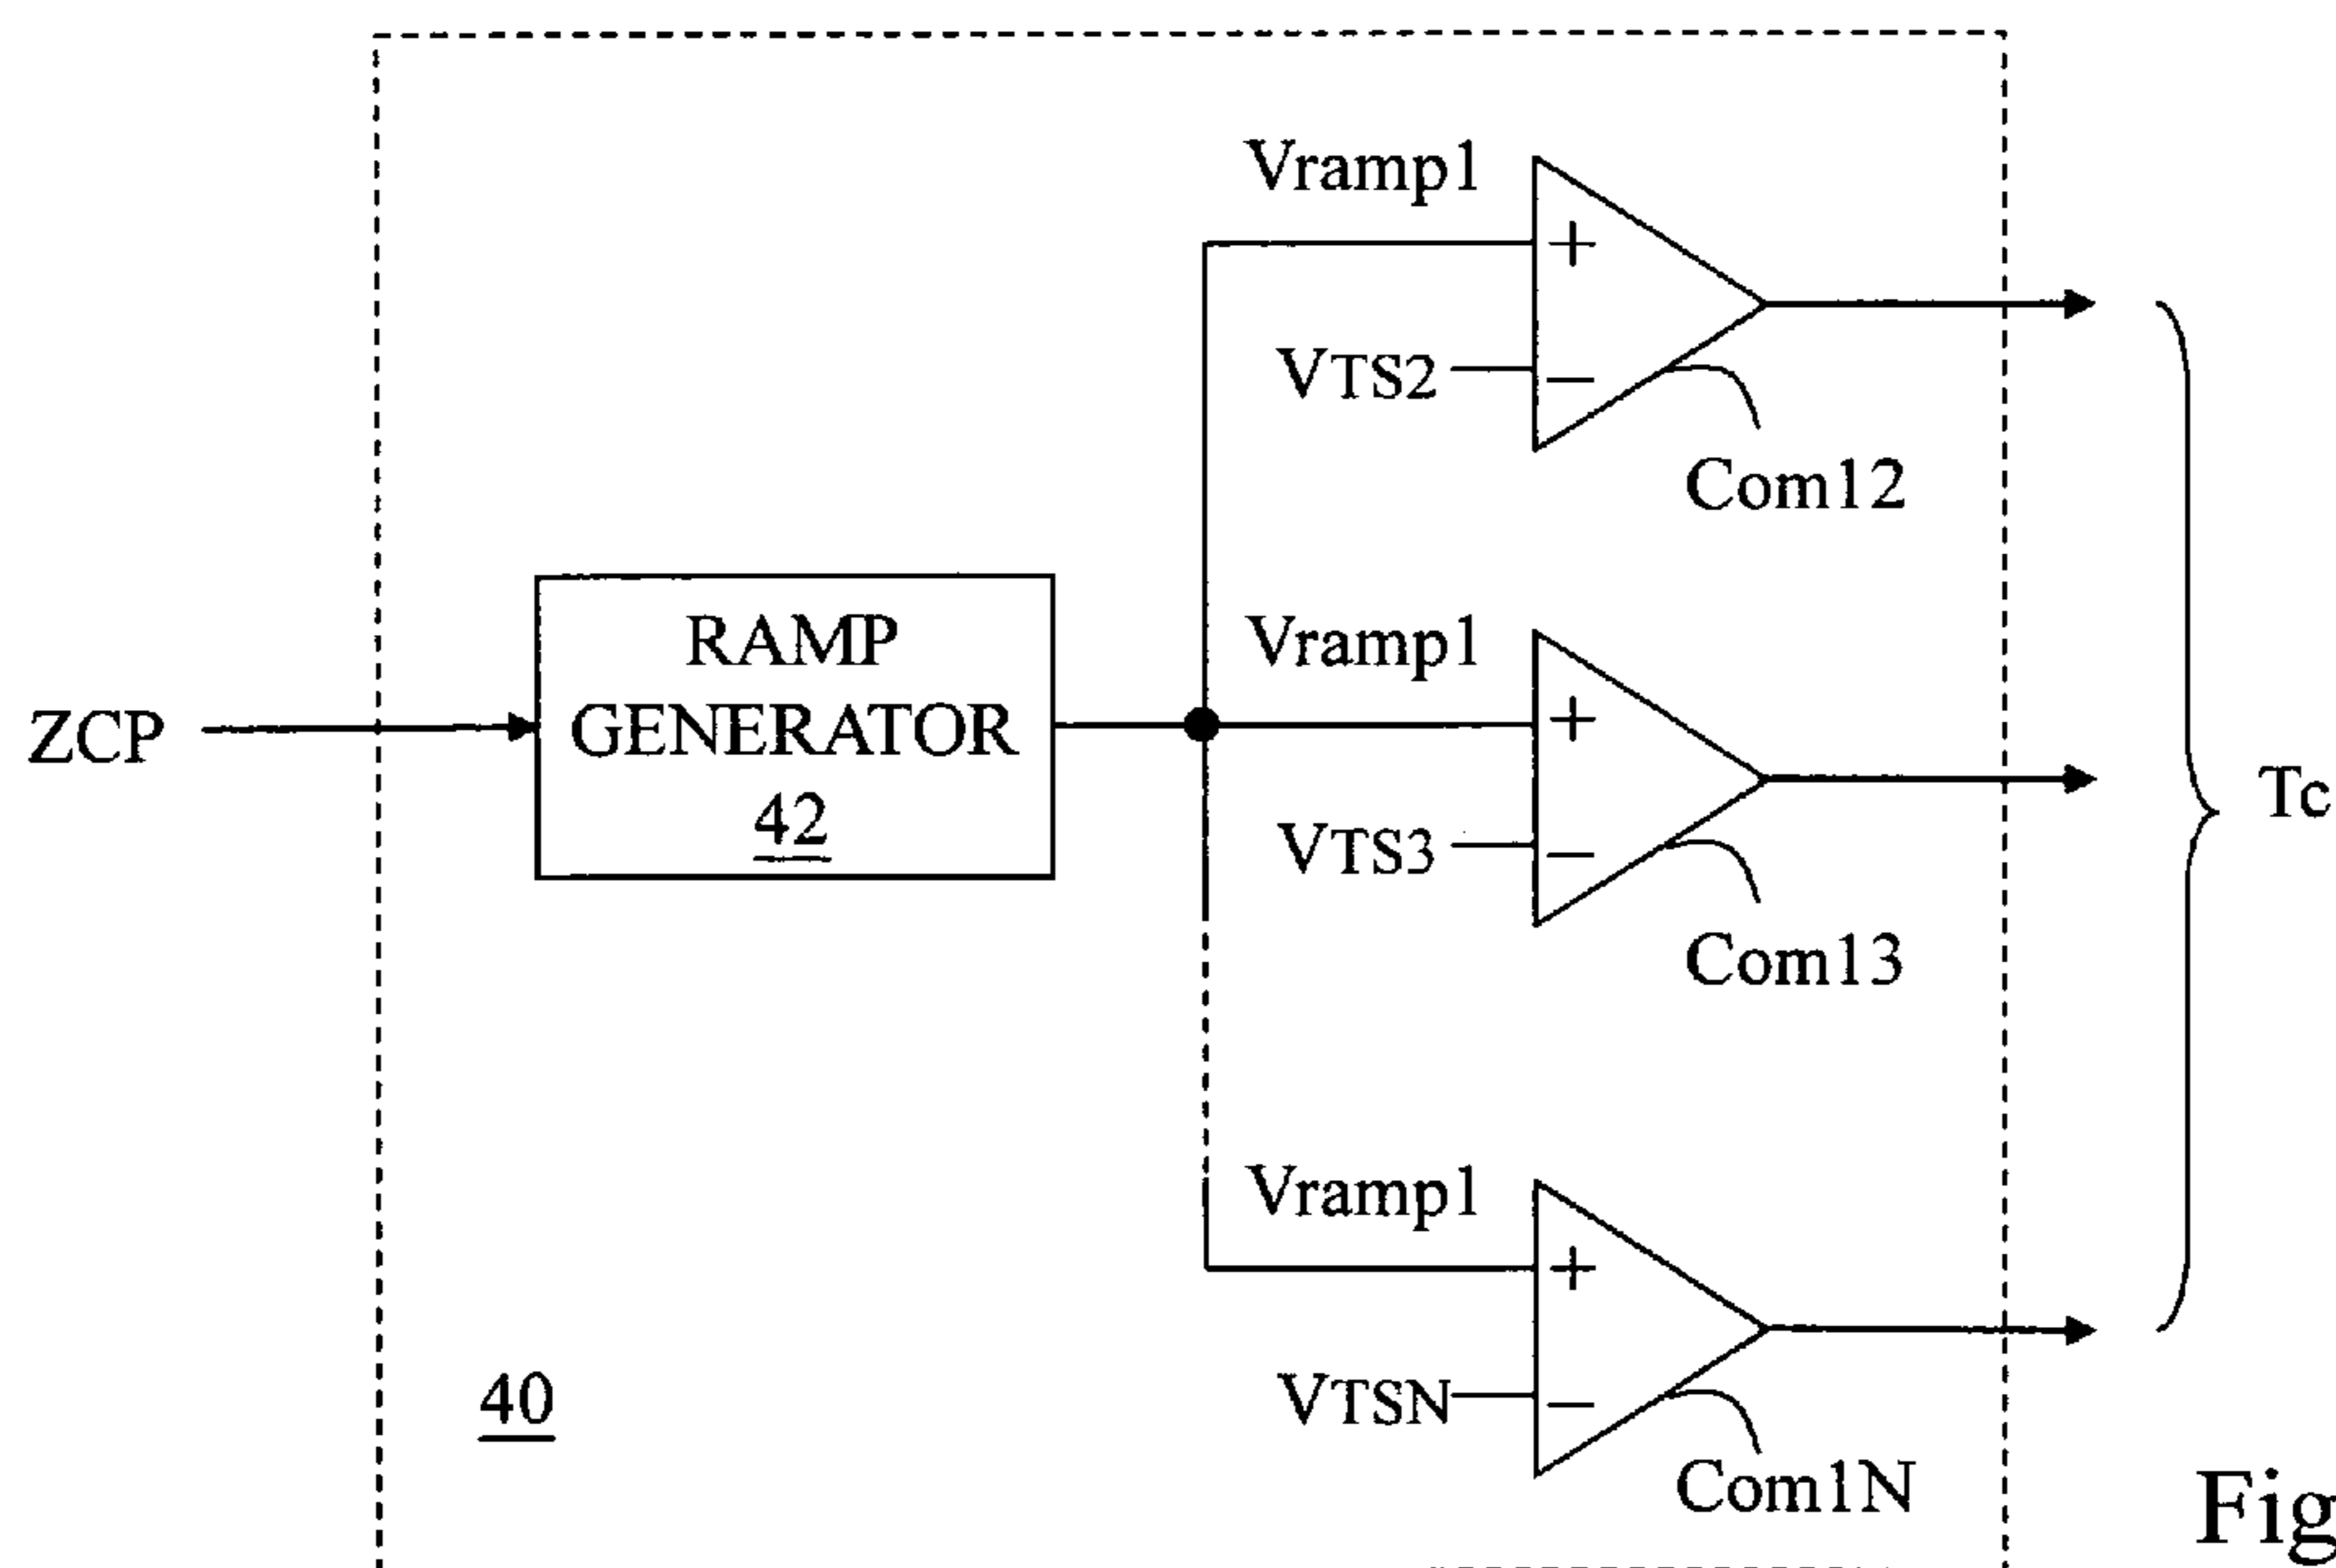 Vramp1
VTS2
Com12
RAMP
GENERATOR
42
ZCP
Vramp1
VTS3
Com13
Tc
Vramp1
VTSN
Com1N
40
Fig